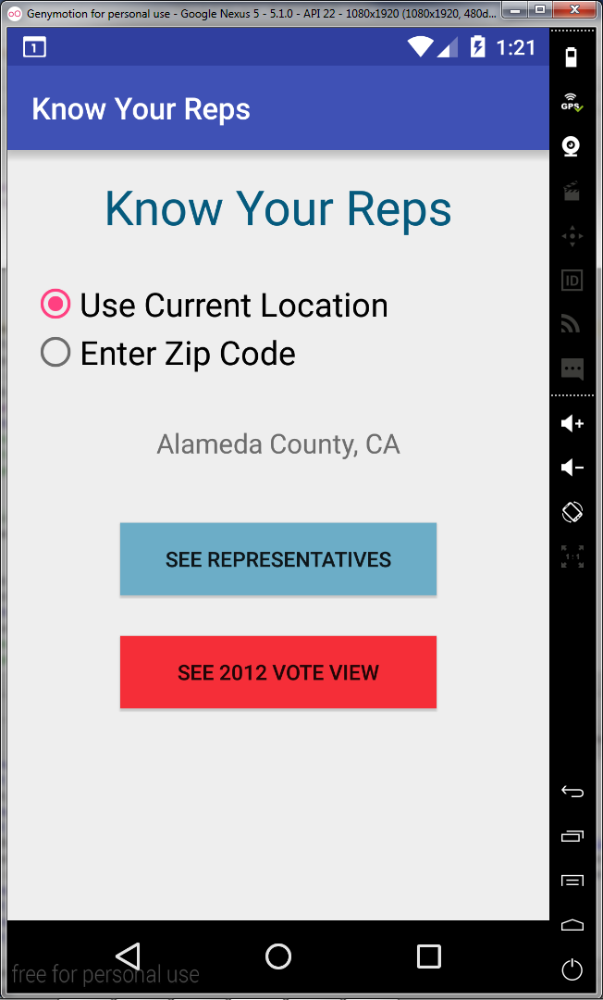 Genymotion for personal use - Google Nexus 5 - 5.1.0 - API 22 - 1080x1920 (1080x1920, 480d...
1
1:21
Know Your Reps
GPS
Know Your Reps
Use Current Location
Enter Zip Code
ID
Alameda County, CA
SEE REPRESENTATIVES
1:1
SEE 2012 VOTE VIEW
free for personal use